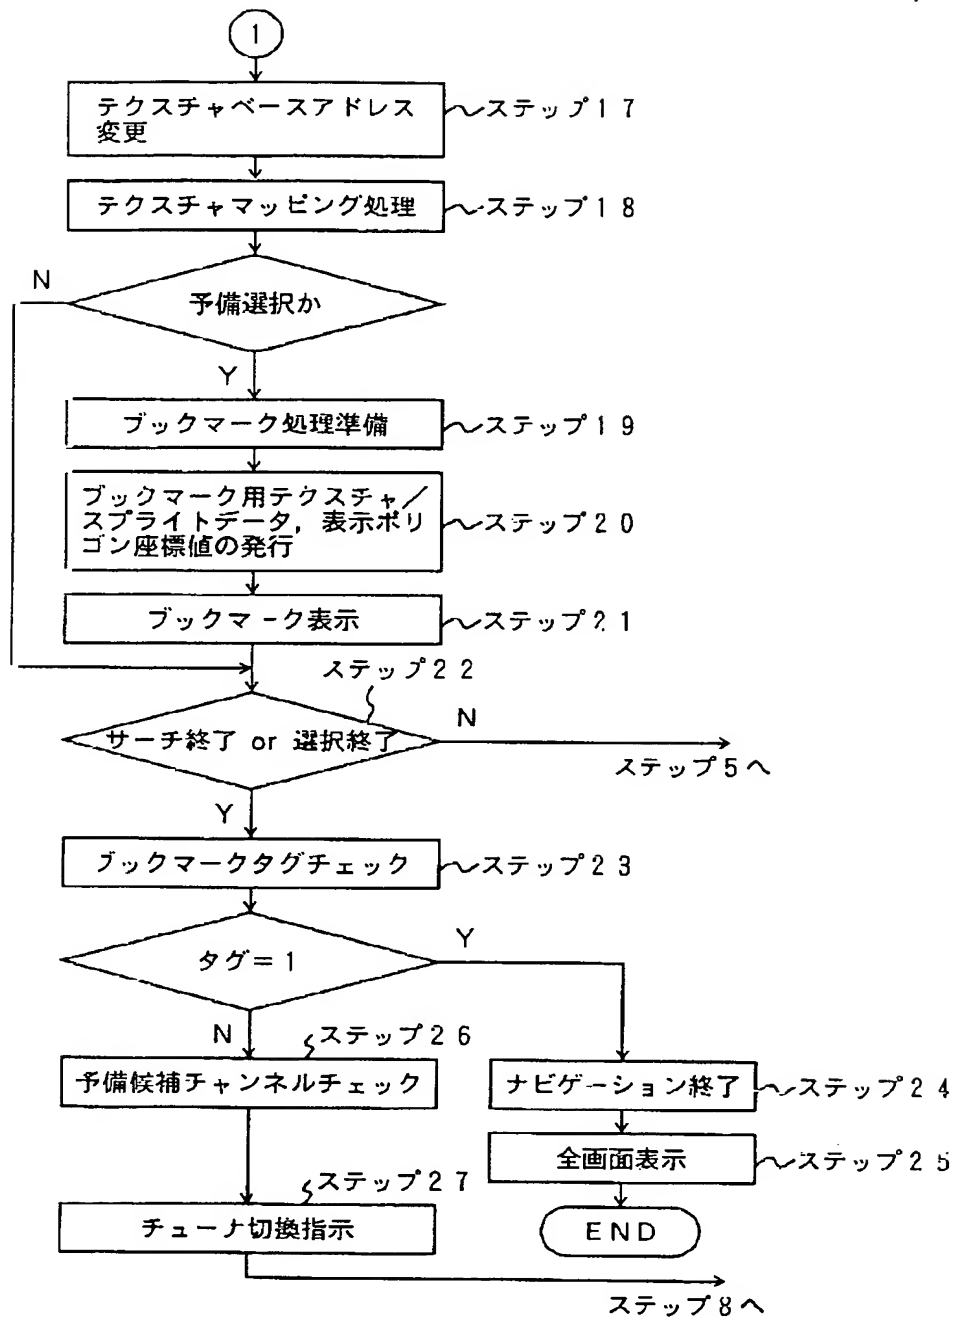 1
テクスチャベースアドレス
変更
ステップ17
テクスチャマッピング処理
ステップ18
N
予備選択か
Y
ブックマーク処理準備
ステップ19
ブックマーク用テクスチャ／
スプライトデータ，表示ポリ
ゴン座標値の発行
ステップ20
ブックマーク表示
ステップ21
ステップ22
サーチ終了 or 選択終了
N
ステップ5へ
Y
ブックマークタグチェック
ステップ23
タグ＝1
Y
N
ステップ26
予備候補チャンネルチェック
ナビゲーション終了
ステップ24
全画面表示
ステップ25
ステップ27
チューナ切換指示
END
ステップ8へ